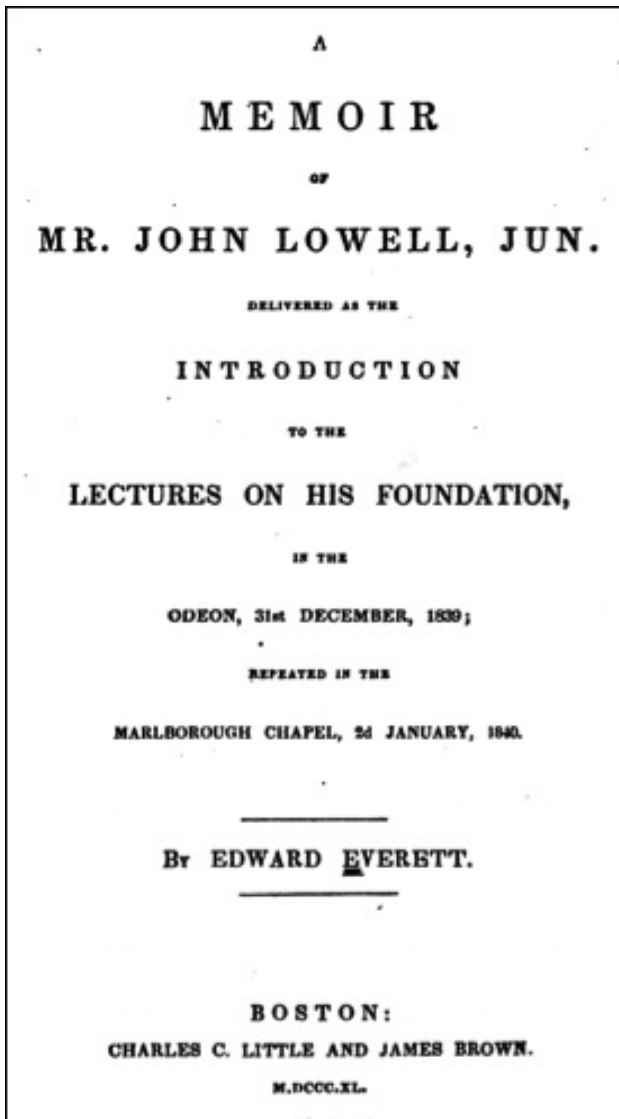 A
MEMOIR
OF
MR. JOHN LOWELL, JUN.
DELIVERED AS THE
INTRODUCTION
TO THE
LECTURES ON HIS FOUNDATION,
IN THE
ODEON, 31st DECEMBER, 1839;
REPEATED IN THE
MARLBOROUGH CHAPEL, 2d JANUARY, 1840.
BY EDWARD EVERETT.
BOSTON:
CHARLES C. LITTLE AND JAMES BROWN.
M.DCCC.XL.